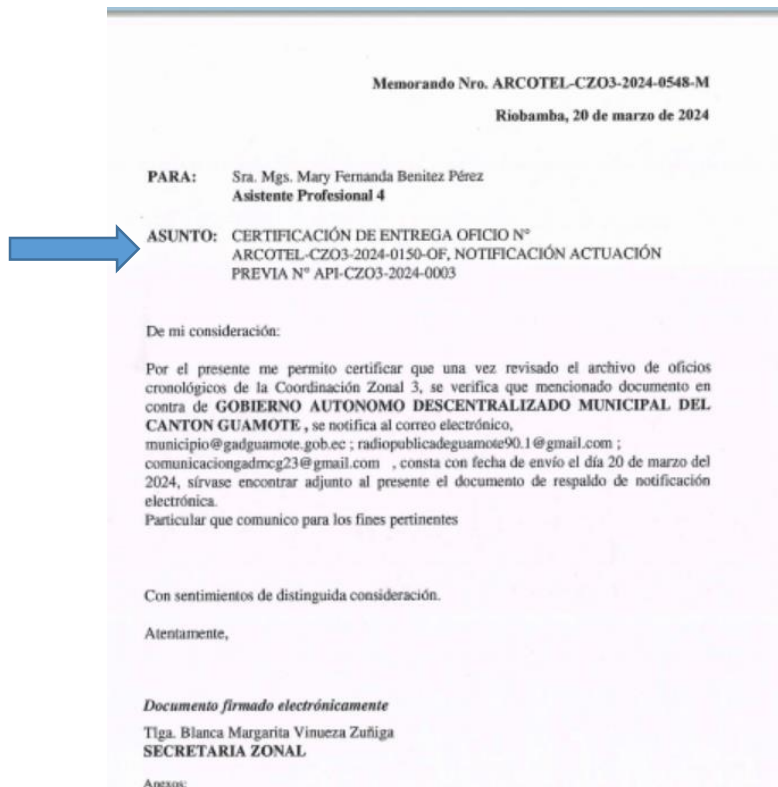 Memorando Nro. ARCOTEL-CZO3-2024-0548-M
Riobamba, 20 de marzo de 2024
PARA: Sra. Mgs. Mary Fernanda Benitez Pérez
Asistente Profesional 4
ASUNTO: CERTIFICACIÓN DE ENTREGA OFICIO Nº
ARCOTEL-CZO3-2024-0150-OF, NOTIFICACIÓN ACTUACIÓN
PREVIA Nº API-CZO3-2024-0003
De mi consideración:
Por el presente me permito certificar que una vez revisado el archivo de oficios
cronológicos de la Coordinación Zonal 3, se verifica que mencionado documento en
contra de GOBIERNO AUTONOMO DESCENTRALIZADO MUNICIPAL DEL
CANTON GUAMOTE , se notifica al correo electrónico,
municipio@gadguamote.gob.ec ; radiopublicadeguamote90.1@gmail.com ;
comunicaciongadmcg23@gmail.com , consta con fecha de envío el día 20 de marzo del
2024, sírvase encontrar adjunto al presente el documento de respaldo de notificación
electrónica.
Particular que comunico para los fines pertinentes
Con sentimientos de distinguida consideración.
Atentamente,
Documento firmado electrónicamente
Tlga. Blanca Margarita Vinueza Zuñiga
SECRETARIA ZONAL
Anexos: